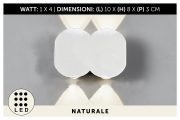 WATT: 1 X 4 | DIMENSIONI: (L) 10 X (H) 8 X (P) 3 CM
LED
NATURALE